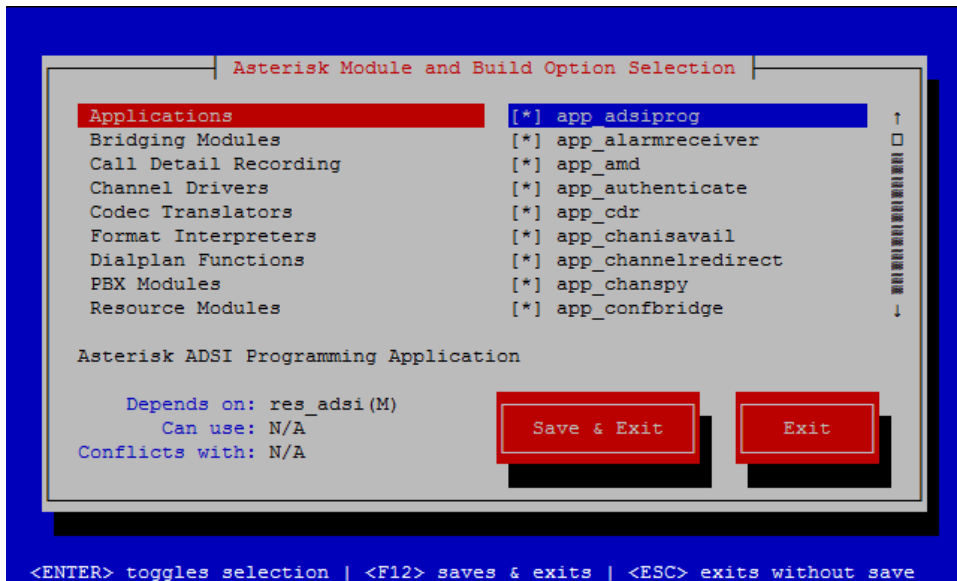 Asterisk Module and Build Option Selection
Applications [*] app_adsiprog
Bridging Modules [*] app_alarmreceiver
Call Detail Recording [*] app_amd
Channel Drivers [*] app_authenticate
Codec Translators [*] app_cdr
Format Interpreters [*] app_chanisavail
Dialplan Functions [*] app_channelredirect
PBX Modules [*] app_chanspy
Resource Modules [*] app_confbridge
Asterisk ADSI Programming Application
Depends on: res_adsi(M)
Can use: N/A
Conflicts with: N/A
Save & Exit
Exit
<ENTER> toggles selection | <F12> saves & exits | <ESC> exits without save